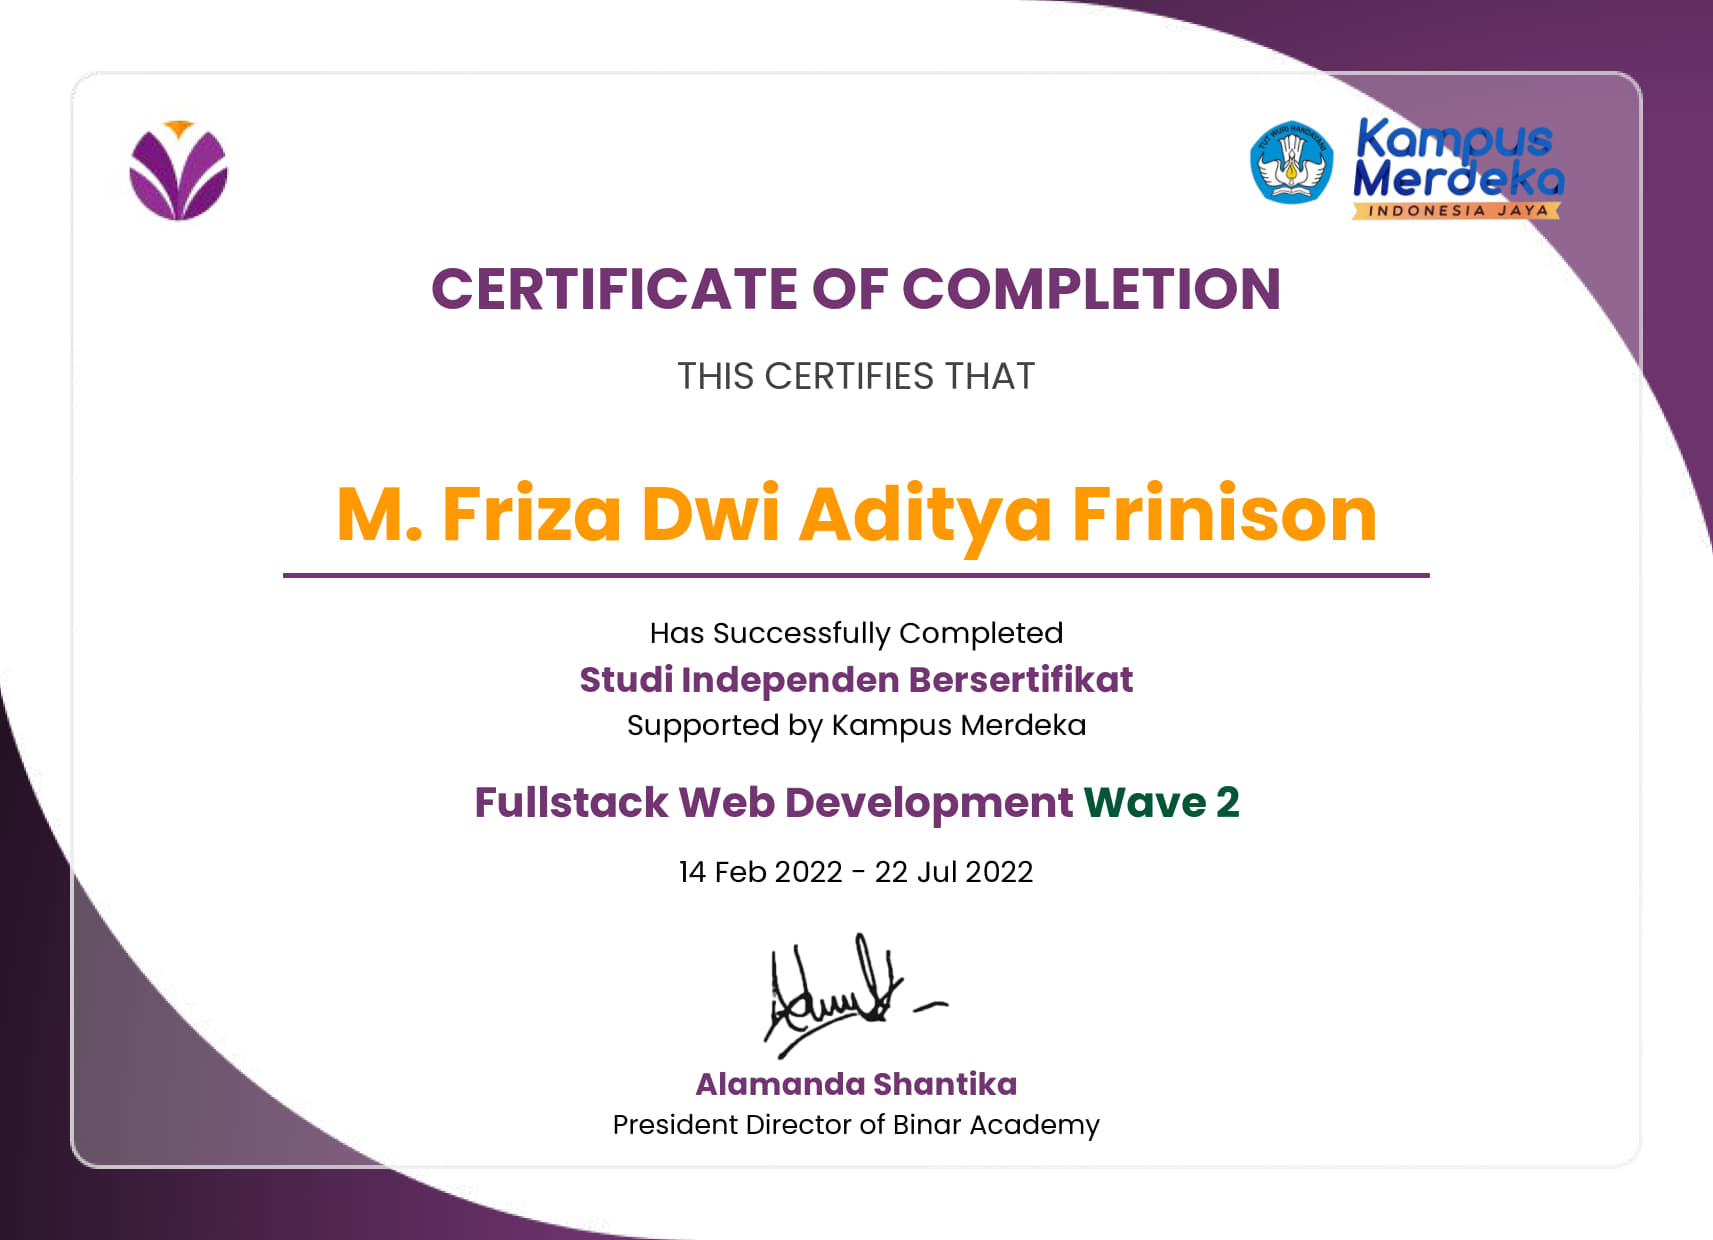 TUT WURI HANDAYANI
Kampus
Merdeka
INDONESIA JAYA
CERTIFICATE OF COMPLETION
THIS CERTIFIES THAT
M. Friza Dwi Aditya Frinison
Has Successfully Completed
Studi Independen Bersertifikat
Supported by Kampus Merdeka
Fullstack Web Development Wave 2
14 Feb 2022 - 22 Jul 2022
Alamanda Shantika
President Director of Binar Academy